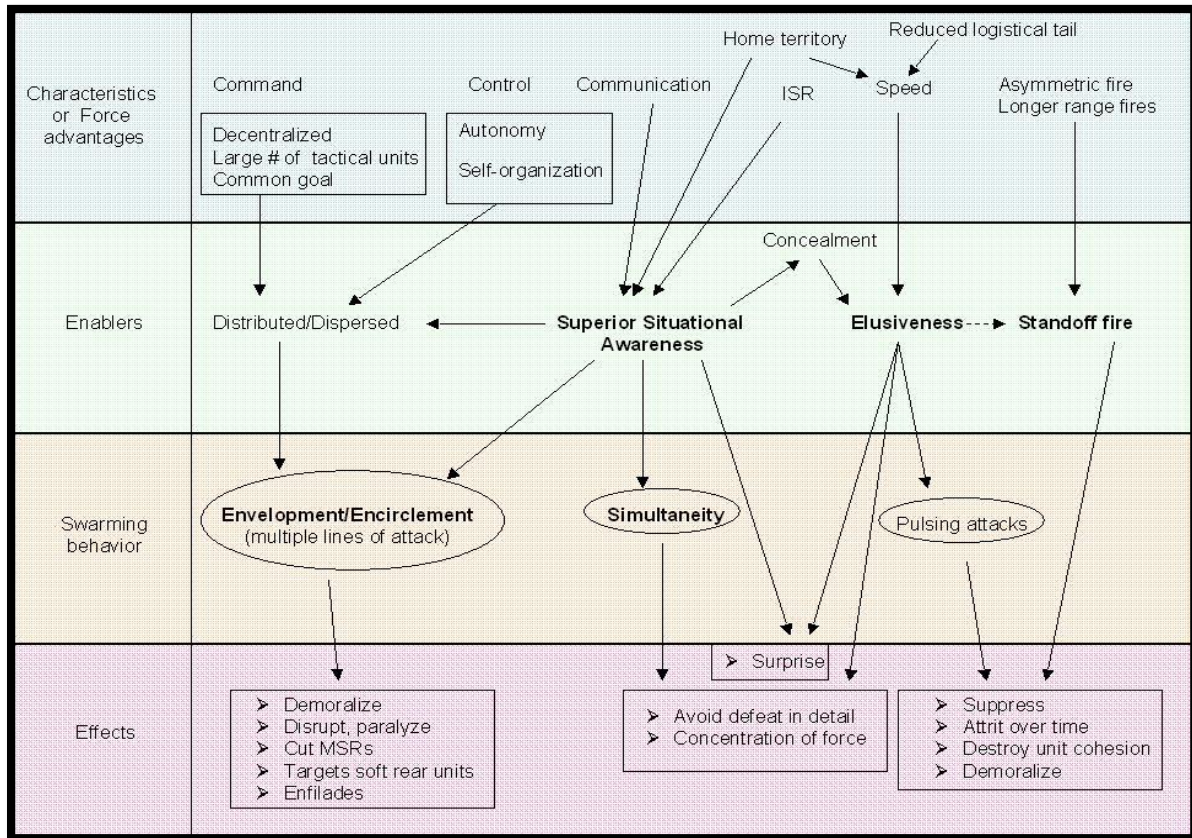 Characteristics
or Force
advantages
Command
Decentralized
Large # of tactical units
Common goal
Control
Autonomy
Self-organization
Communication
Home territory
ISR
Reduced logistical tail
Speed
Asymmetric fire
Longer range fires
Enablers
Distributed/Dispersed
Superior Situational
Awareness
Concealment
Elusiveness
Standoff fire
Swarming
behavior
Envelopment/Encirclement
(multiple lines of attack)
Simultaneity
Pulsing attacks
Effects
➢ Demoralize
➢ Disrupt, paralyze
➢ Cut MSRs
➢ Targets soft rear units
➢ Enfilades
➢ Surprise
➢ Avoid defeat in detail
➢ Concentration of force
➢ Suppress
➢ Attrit over time
➢ Destroy unit cohesion
➢ Demoralize